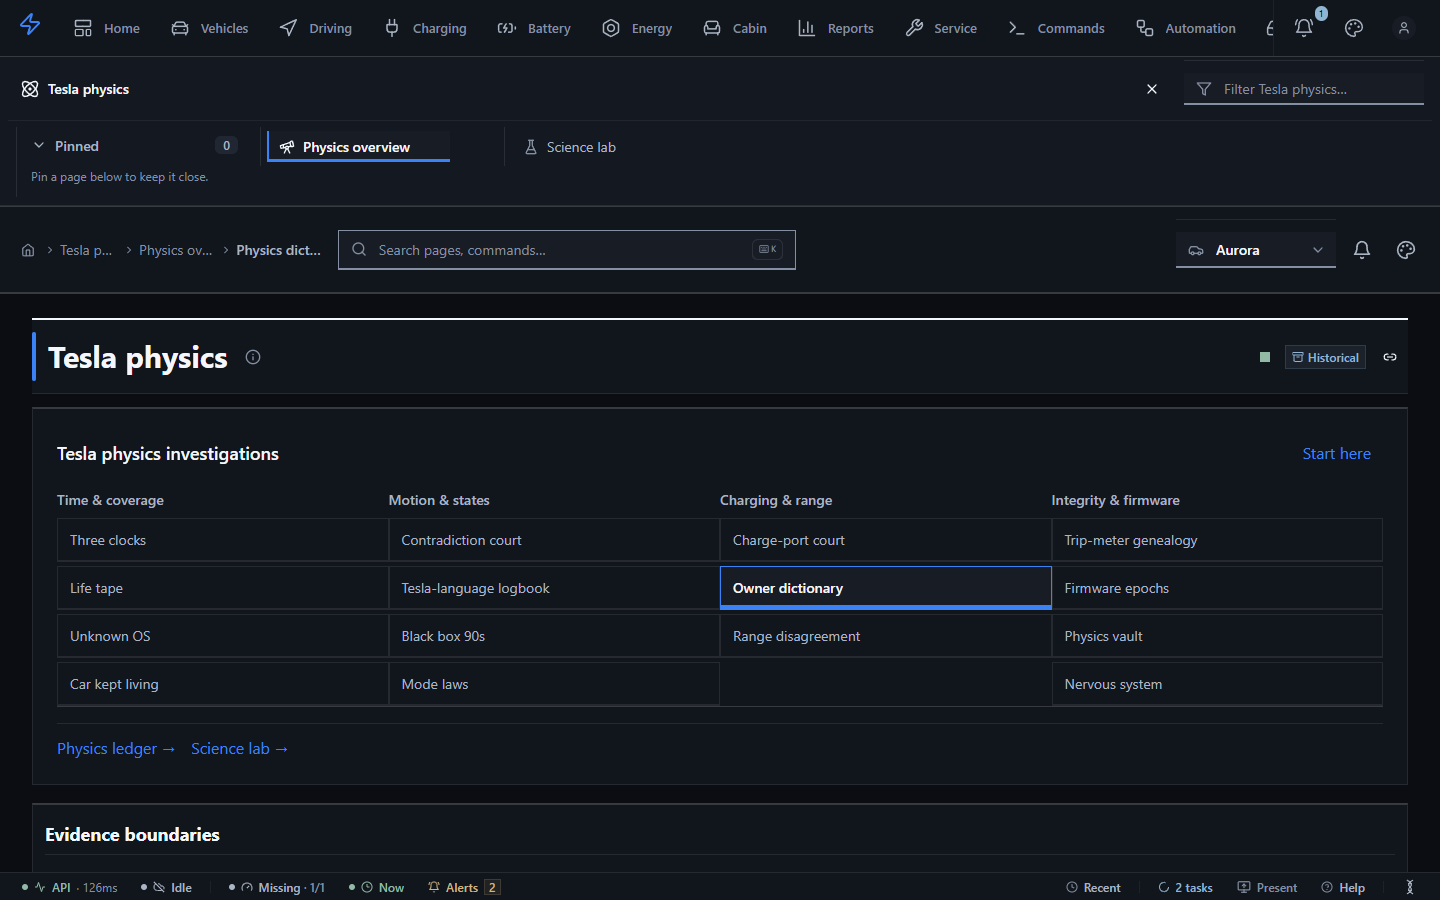 Home Vehicles Driving Charging Battery Energy Cabin Reports Service Commands Automation 1
Tesla physics
Filter Tesla physics...
Pinned 0
Physics overview
Science lab
Pin a page below to keep it close.
Tesla p... Physics ov... Physics dict...
Search pages, commands...
K
Aurora
Tesla physics
Historical
Tesla physics investigations
Start here
Time & coverage Motion & states Charging & range Integrity & firmware
Three clocks Contradiction court Charge-port court Trip-meter genealogy
Life tape Tesla-language logbook Owner dictionary Firmware epochs
Unknown OS Black box 90s Range disagreement Physics vault
Car kept living Mode laws Nervous system
Physics ledger → Science lab →
Evidence boundaries
API · 126ms Idle Missing · 1/1 Now Alerts 2 Recent 2 tasks Present Help